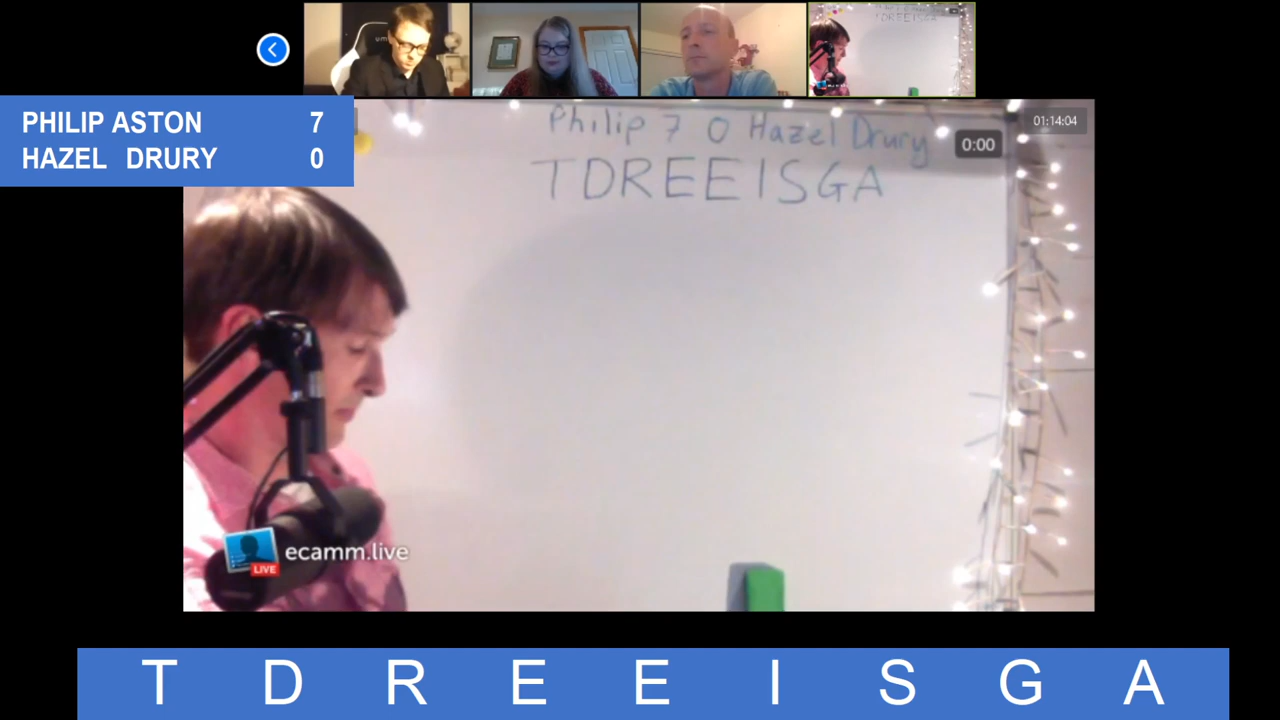 PHILIP ASTON 7
HAZEL DRURY 0
Philip 7 0 Hazel Drury
TDREEISGA
01:14:04
0:00
TDREEISGA
LIVE
ecamm.live
T D R E E I S G A